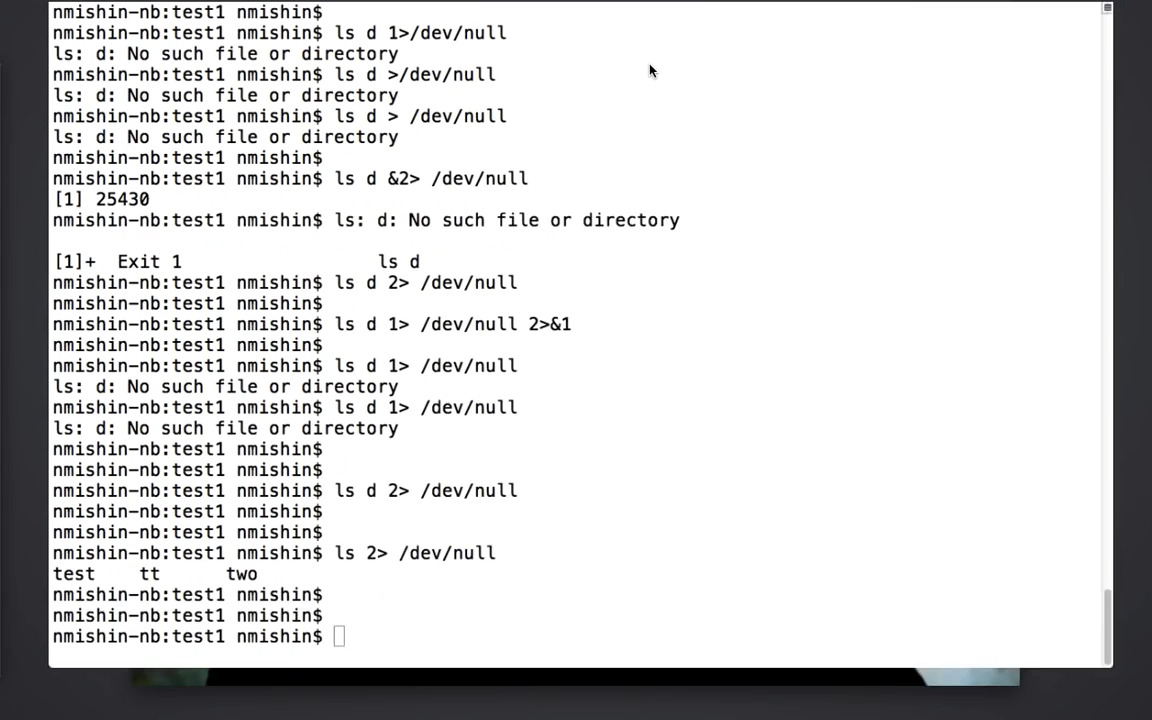 nmishin-nb:test1 nmishin$
nmishin-nb:test1 nmishin$ ls d 1>/dev/null
ls: d: No such file or directory
nmishin-nb:test1 nmishin$ ls d >/dev/null
ls: d: No such file or directory
nmishin-nb:test1 nmishin$ ls d > /dev/null
ls: d: No such file or directory
nmishin-nb:test1 nmishin$
nmishin-nb:test1 nmishin$ ls d &2> /dev/null
[1] 25430
nmishin-nb:test1 nmishin$ ls: d: No such file or directory
[1]+  Exit 1                  ls d
nmishin-nb:test1 nmishin$ ls d 2> /dev/null
nmishin-nb:test1 nmishin$
nmishin-nb:test1 nmishin$ ls d 1> /dev/null 2>&1
nmishin-nb:test1 nmishin$
nmishin-nb:test1 nmishin$ ls d 1> /dev/null
ls: d: No such file or directory
nmishin-nb:test1 nmishin$ ls d 1> /dev/null
ls: d: No such file or directory
nmishin-nb:test1 nmishin$
nmishin-nb:test1 nmishin$
nmishin-nb:test1 nmishin$ ls d 2> /dev/null
nmishin-nb:test1 nmishin$
nmishin-nb:test1 nmishin$
nmishin-nb:test1 nmishin$ ls 2> /dev/null
test    tt      two
nmishin-nb:test1 nmishin$
nmishin-nb:test1 nmishin$
nmishin-nb:test1 nmishin$